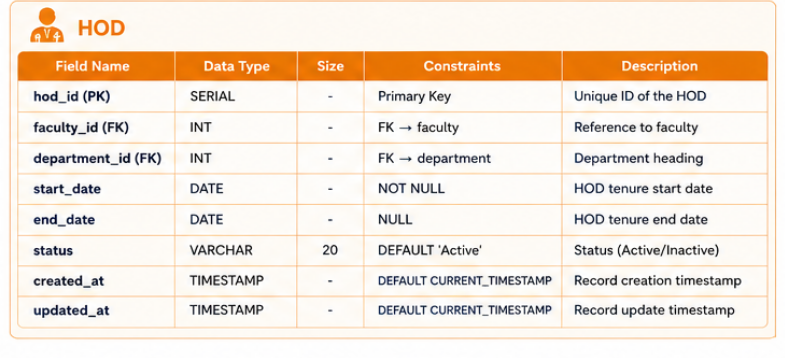 HOD
Field Name Data Type Size Constraints Description
hod_id (PK) SERIAL - Primary Key Unique ID of the HOD
faculty_id (FK) INT - FK → faculty Reference to faculty
department_id (FK) INT - FK → department Department heading
start_date DATE - NOT NULL HOD tenure start date
end_date DATE - NULL HOD tenure end date
status VARCHAR 20 DEFAULT 'Active' Status (Active/Inactive)
created_at TIMESTAMP - DEFAULT CURRENT_TIMESTAMP Record creation timestamp
updated_at TIMESTAMP - DEFAULT CURRENT_TIMESTAMP Record update timestamp